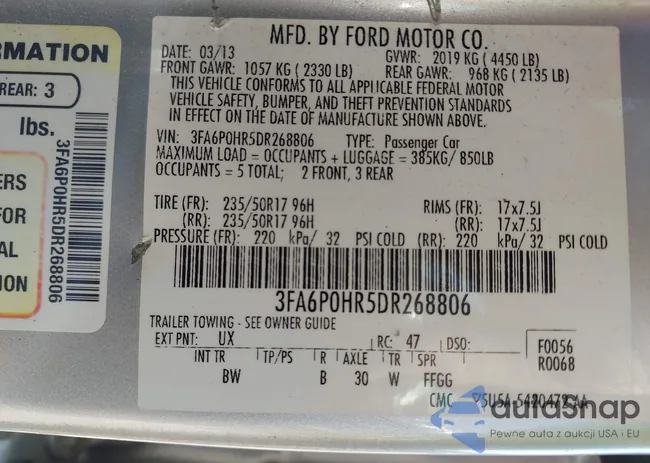 ORMATION
REAR: 3
lbs.
ERS
FOR
AL
TION
3FA6P0HR5DR268806
MFD. BY FORD MOTOR CO.
DATE: 03/13
GVWR: 2019 KG ( 4450 LB)
FRONT GAWR: 1057 KG ( 2330 LB)
REAR GAWR: 968 KG ( 2135 LB)
THIS VEHICLE CONFORMS TO ALL APPLICABLE FEDERAL MOTOR
VEHICLE SAFETY, BUMPER, AND THEFT PREVENTION STANDARDS
IN EFFECT ON THE DATE OF MANUFACTURE SHOWN ABOVE.
VIN: 3FA6P0HR5DR268806 TYPE: Passenger Car
MAXIMUM LOAD = OCCUPANTS + LUGGAGE = 385KG/ 850LB
OCCUPANTS = 5 TOTAL; 2 FRONT, 3 REAR
TIRE (FR): 235/50R17 96H RIMS (FR): 17x7.5J
(RR): 235/50R17 96H (RR): 17x7.5J
PRESSURE (FR): 220 kPa/ 32 PSI COLD (RR): 220 kPa/ 32 PSI COLD
3FA6P0HR5DR268806
TRAILER TOWING - SEE OWNER GUIDE
EXT PNT: UX RC: 47 DSO: F0056
R0068
INT TR TP/PS R AXLE TR SPR
BW B 30 W FFGG
CMC
autosnap
Pewne auta z aukcji USA i EU